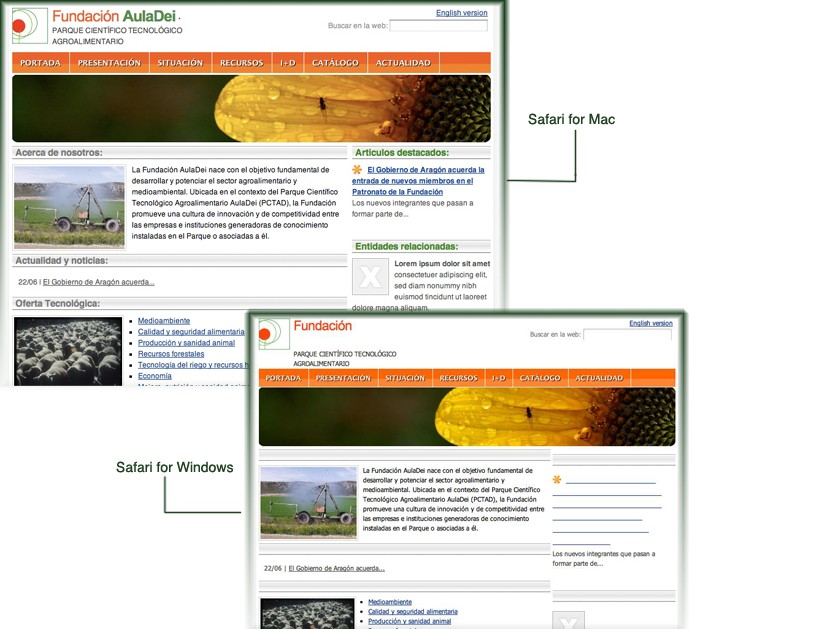 Fundación AulaDei
PARQUE CIENTÍFICO TECNOLÓGICO
AGROALIMENTARIO
English version
Buscar en la web:
PORTADA PRESENTACIÓN SITUACIÓN RECURSOS I+D CATÁLOGO ACTUALIDAD
Acerca de nosotros:
La Fundación AulaDei nace con el objetivo fundamental de
desarrollar y potenciar el sector agroalimentario y
medioambiental. Ubicada en el contexto del Parque Científico
Tecnológico Agroalimentario AulaDei (PCTAD), la Fundación
promueve una cultura de innovación y de competitividad entre
las empresas e instituciones generadoras de conocimiento
instaladas en el Parque o asociadas a él.
Actualidad y noticias:
22/06 | El Gobierno de Aragón acuerda...
Oferta Tecnológica:
Medioambiente
Calidad y seguridad alimentaria
Producción y sanidad animal
Recursos forestales
Tecnología del riego y recursos h
Economía
Articulos destacados:
El Gobierno de Aragón acuerda la
entrada de nuevos miembros en el
Patronato de la Fundación
Los nuevos integrantes que pasan a
formar parte de...
Entidades relacionadas:
X
Lorem ipsum dolor sit amet
consectetuer adipiscing elit,
sed diam nonummy nibh
euismod tincidunt ut laoreet
dolore magna aliquam.
Safari for Mac
Safari for Windows
Fundación
PARQUE CIENTÍFICO TECNOLÓGICO
AGROALIMENTARIO
English version
Buscar en la web:
PORTADA PRESENTACIÓN SITUACIÓN RECURSOS I+D CATÁLOGO ACTUALIDAD
La Fundación AulaDei nace con el objetivo fundamental de
desarrollar y potenciar el sector agroalimentario y
medioambiental. Ubicada en el contexto del Parque Científico
Tecnológico Agroalimentario AulaDei (PCTAD), la Fundación
promueve una cultura de innovación y de competitividad entre
las empresas e instituciones generadoras de conocimiento
instaladas en el Parque o asociadas a él.
22/06 | El Gobierno de Aragón acuerda...
Medioambiente
Calidad y seguridad alimentaria
Producción y sanidad animal
Los nuevos integrantes que pasan a
formar parte de...
X